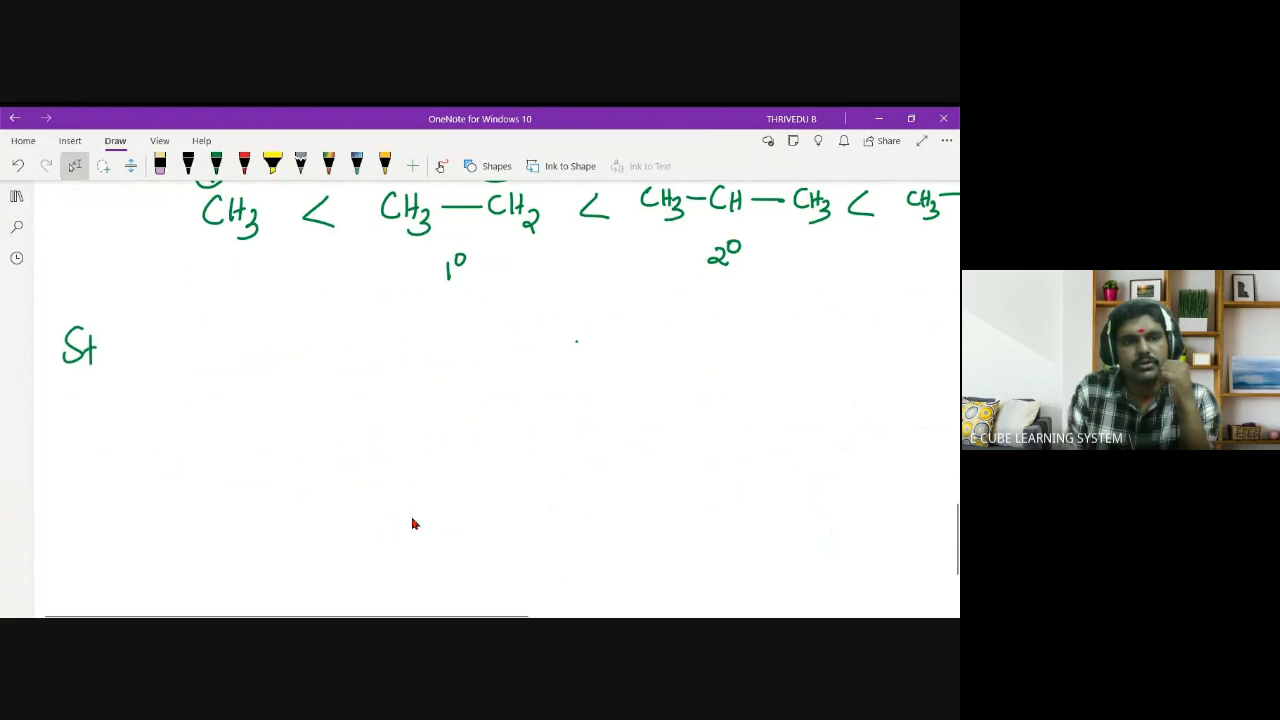 OneNote for Windows 10
THRIVEDU B
Home Insert Draw View Help
Share
Shapes Ink to Shape Ink to Text
CH3 < CH3—CH2 < CH3—CH—CH3 < CH3—
1° 2°
St
E CUBE LEARNING SYSTEM